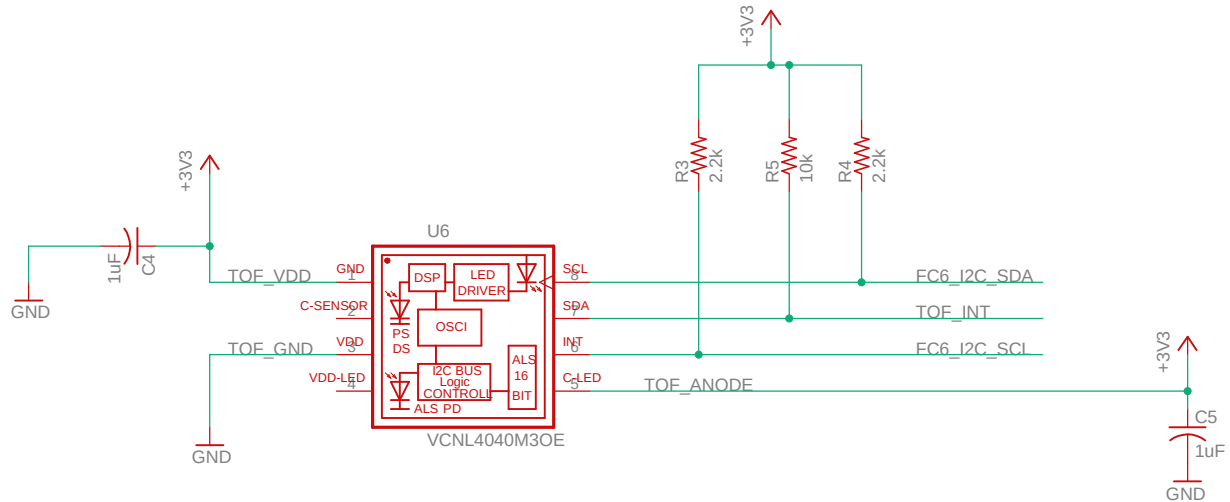 +3V3
R3
2.2k
R5
10k
R4
2.2k
+3V3
1uF
C4
GND
U6
TOF_VDD
1
GND
C-SENSOR
2
TOF_GND
VDD
3
VDD-LED
4
DSP
LED
DRIVER
PS
DS
OSCI
I2C BUS
Logic
CONTROLL
ALS PD
ALS
16
BIT
SCL
8
FC6_I2C_SDA
SDA
7
TOF_INT
INT
6
FC6_I2C_SCL
C-LED
5
TOF_ANODE
VCNL4040M3OE
GND
+3V3
C5
1uF
GND